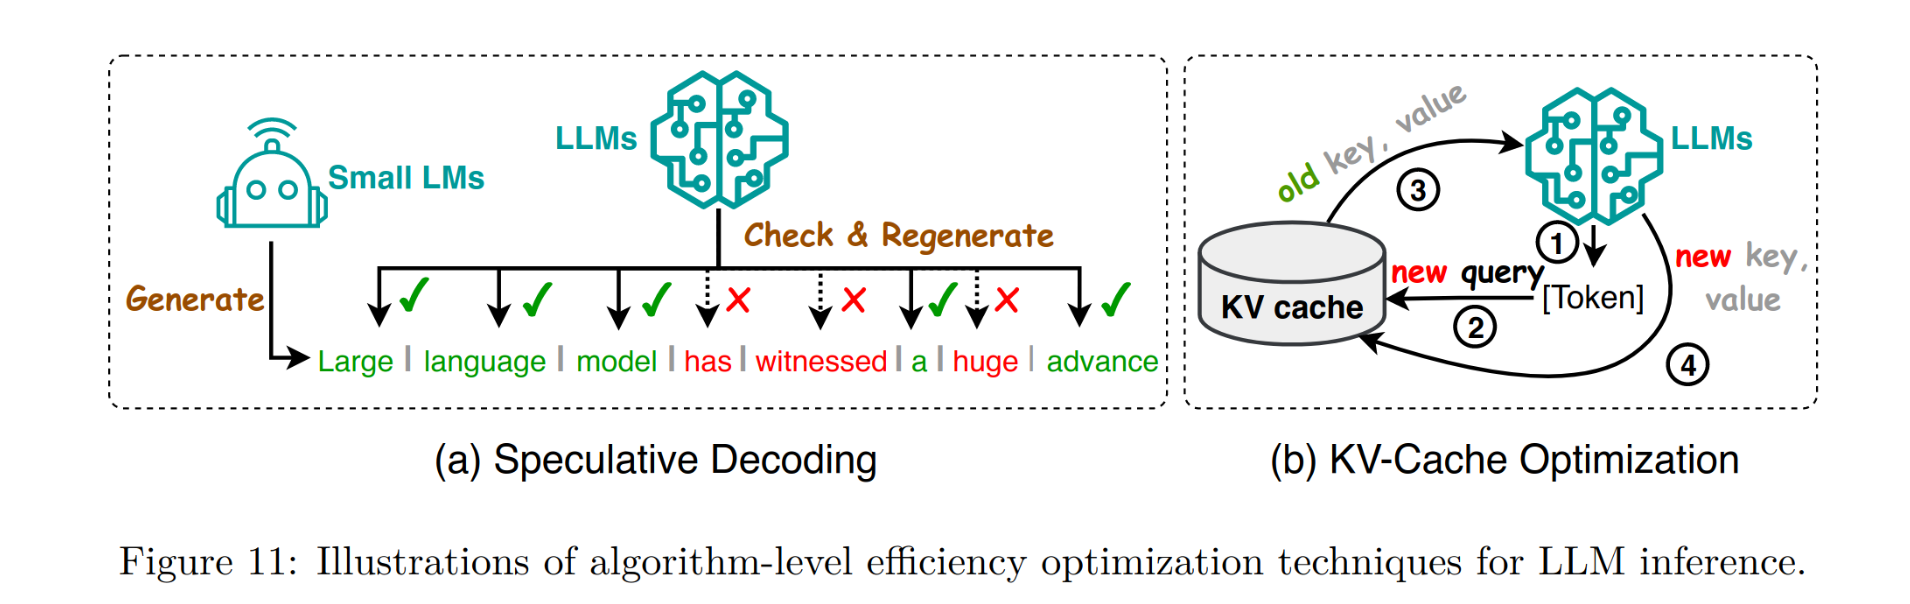 Small LMs
LLMs
Check & Regenerate
Generate
Large | language | model | has | witnessed | a | huge | advance
(a) Speculative Decoding
old key, value
LLMs
3
1
new query
[Token]
new key,
value
KV cache
2
4
(b) KV-Cache Optimization
Figure 11: Illustrations of algorithm-level efficiency optimization techniques for LLM inference.